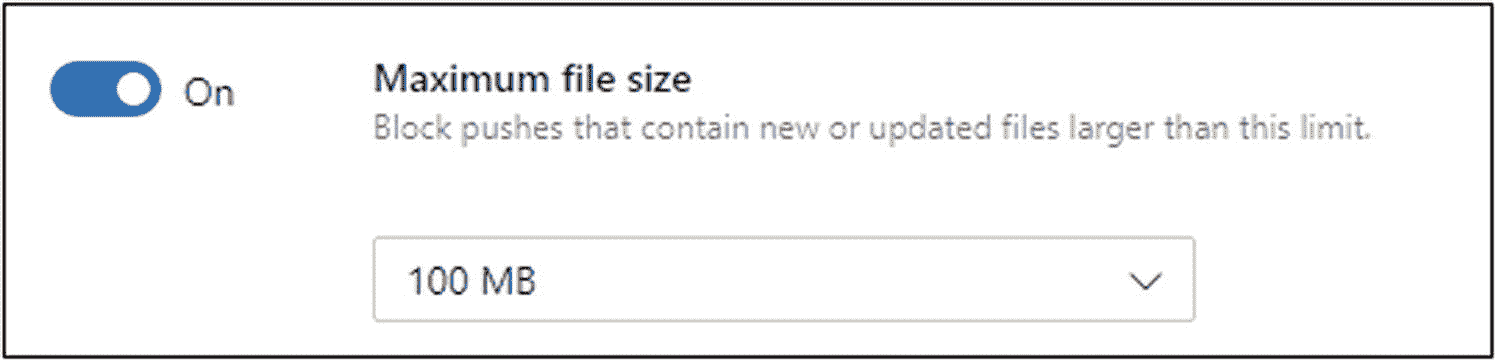 On
Maximum file size
Block pushes that contain new or updated files larger than this limit.
100 MB